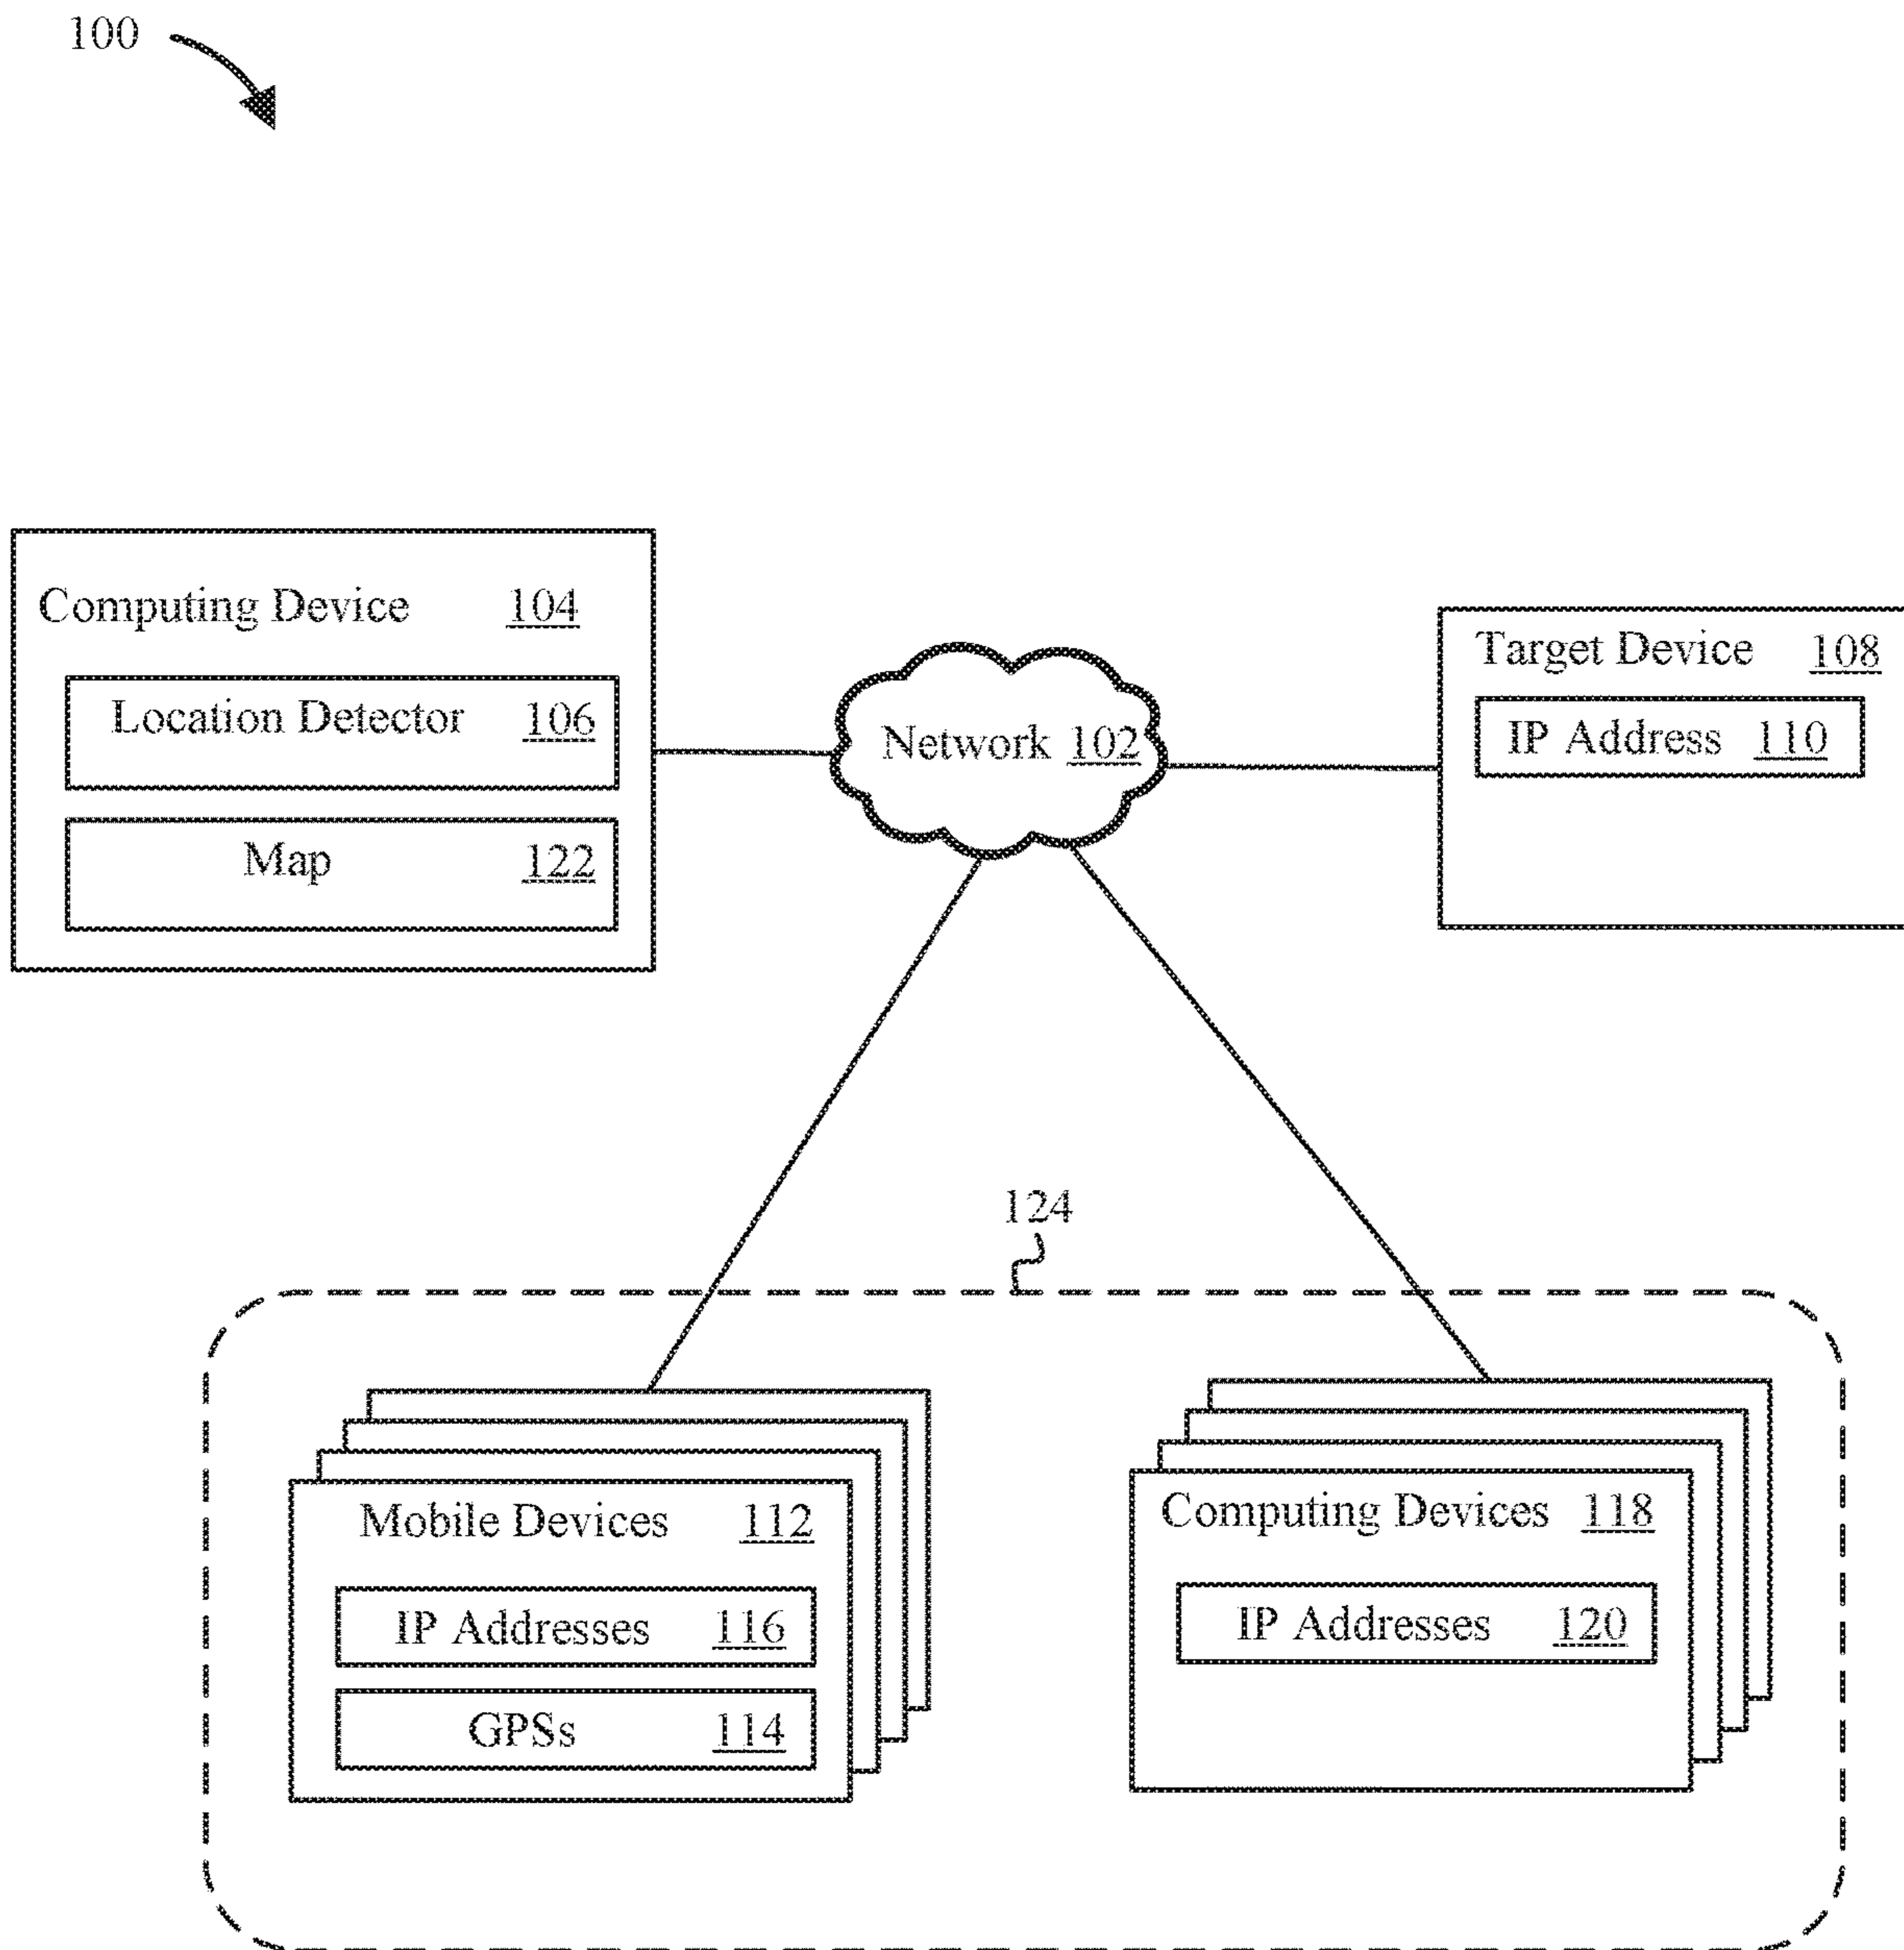 100
Computing Device 104
Location Detector 106
Map 122
Network 102
Target Device 108
IP Address 110
124
Mobile Devices 112
IP Addresses 116
GPSs 114
Computing Devices 118
IP Addresses 120